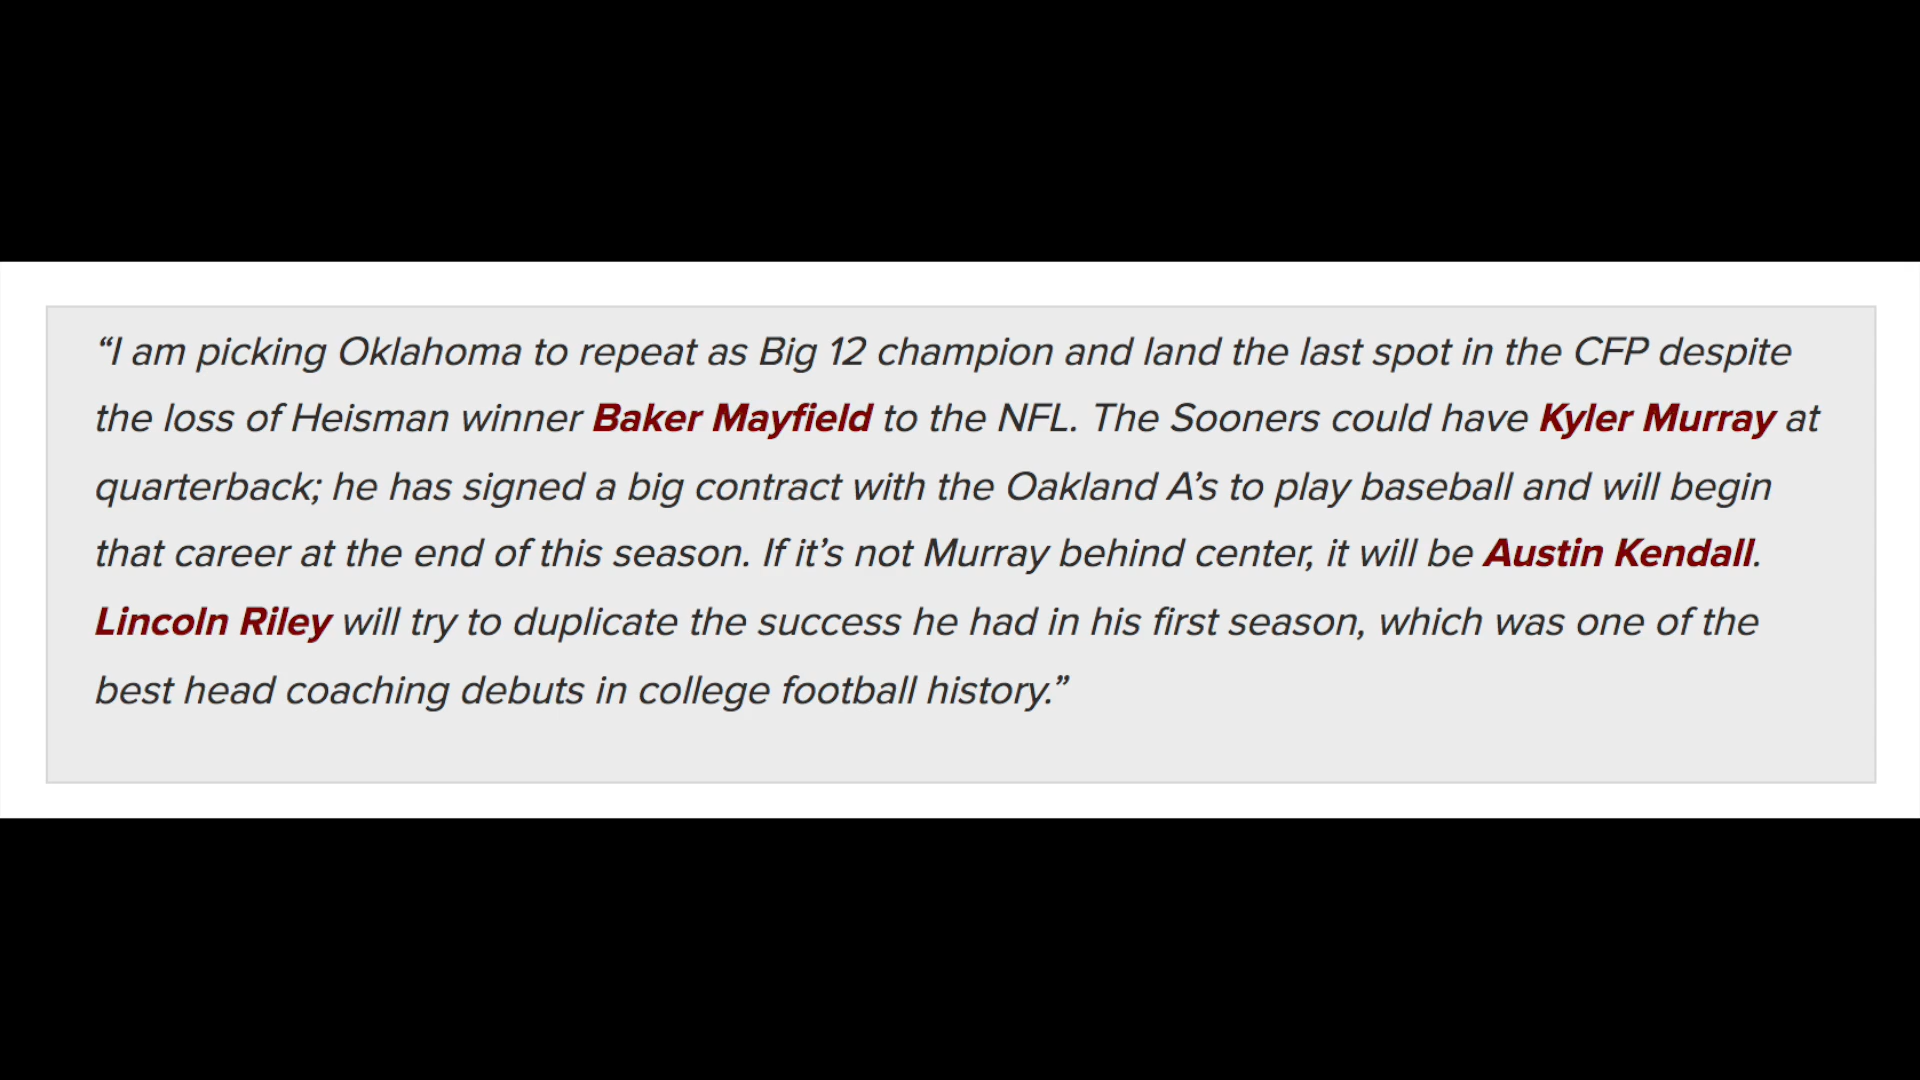 “I am picking Oklahoma to repeat as Big 12 champion and land the last spot in the CFP despite
the loss of Heisman winner Baker Mayfield to the NFL. The Sooners could have Kyler Murray at
quarterback; he has signed a big contract with the Oakland A’s to play baseball and will begin
that career at the end of this season. If it’s not Murray behind center, it will be Austin Kendall.
Lincoln Riley will try to duplicate the success he had in his first season, which was one of the
best head coaching debuts in college football history.”